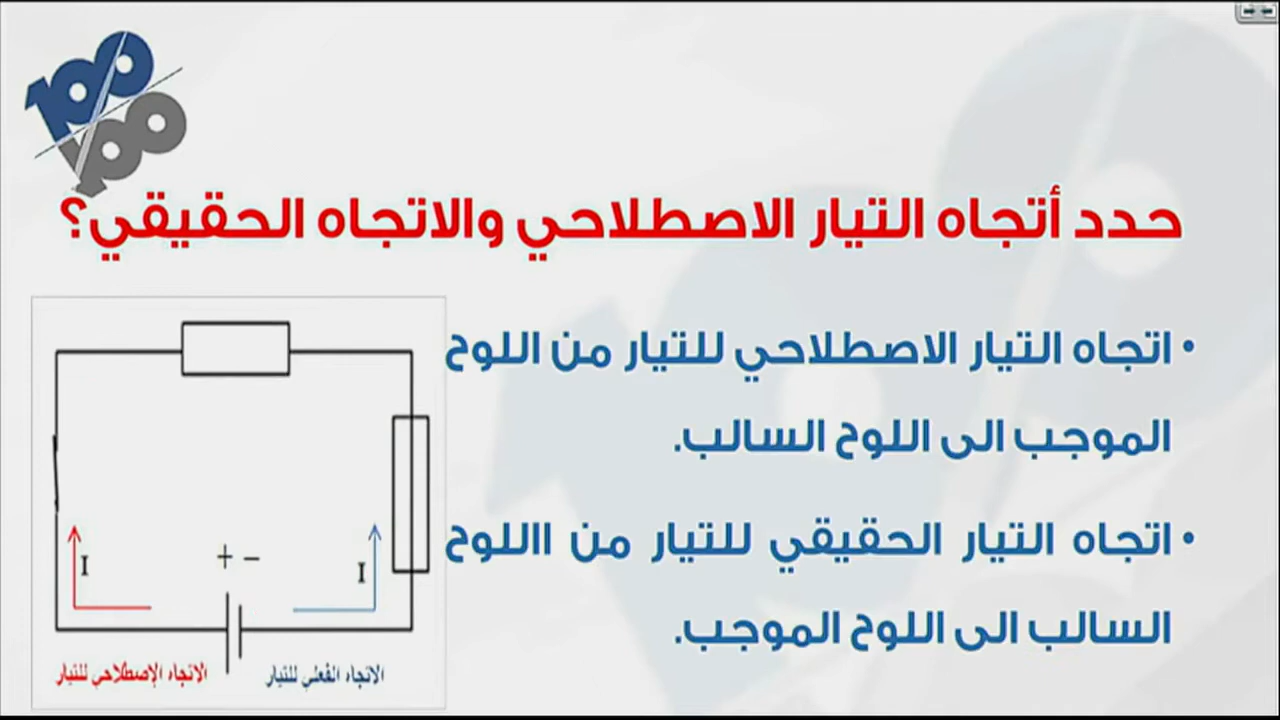 100
100
حدد أتجاه التيار الاصطلاحي والاتجاه الحقيقي؟
• اتجاه التيار الاصطلاحي للتيار من اللوح
الموجب الى اللوح السالب.
• اتجاه التيار الحقيقي للتيار من االلوح
السالب الى اللوح الموجب.
+ −
I
I
الاتجاه الفعلي للتيار
الاتجاه الإصطلاحي للتيار